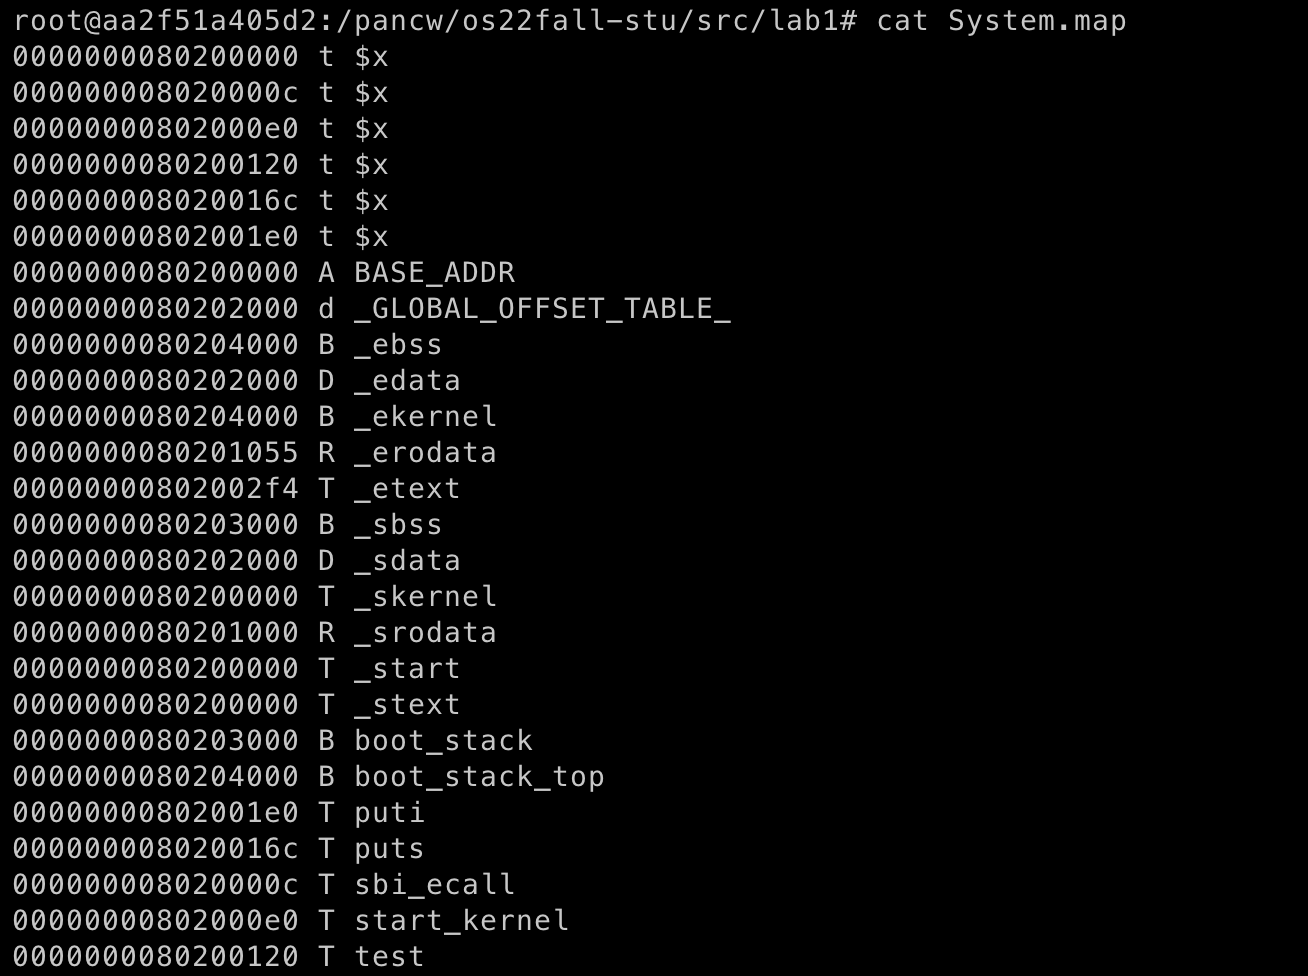 root@aa2f51a405d2:/pancw/os22fall-stu/src/lab1# cat System.map
0000000080200000 t $x
000000008020000c t $x
00000000802000e0 t $x
0000000080200120 t $x
000000008020016c t $x
00000000802001e0 t $x
0000000080200000 A BASE_ADDR
0000000080202000 d _GLOBAL_OFFSET_TABLE_
0000000080204000 B _ebss
0000000080202000 D _edata
0000000080204000 B _ekernel
0000000080201055 R _erodata
00000000802002f4 T _etext
0000000080203000 B _sbss
0000000080202000 D _sdata
0000000080200000 T _skernel
0000000080201000 R _srodata
0000000080200000 T _start
0000000080200000 T _stext
0000000080203000 B boot_stack
0000000080204000 B boot_stack_top
00000000802001e0 T puti
000000008020016c T puts
000000008020000c T sbi_ecall
00000000802000e0 T start_kernel
0000000080200120 T test